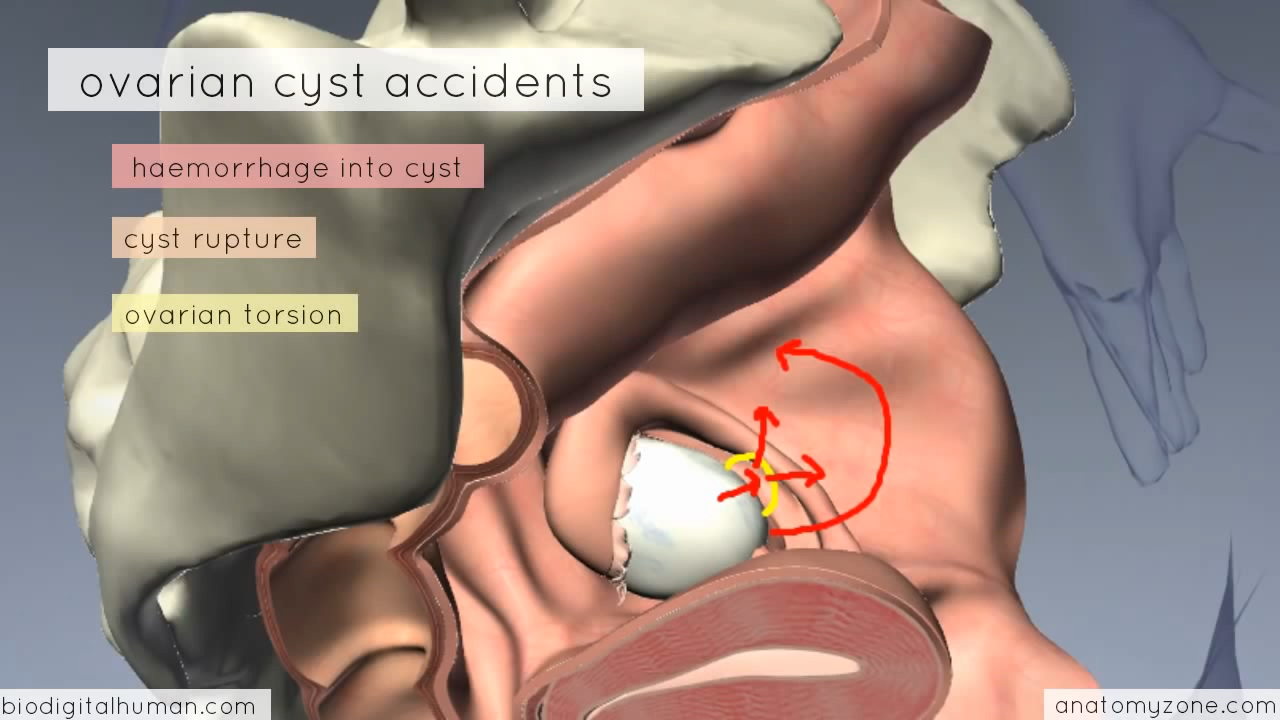 ovarian cyst accidents
haemorrhage into cyst
cyst rupture
ovarian torsion
biodigitalhuman.com
anatomyzone.com